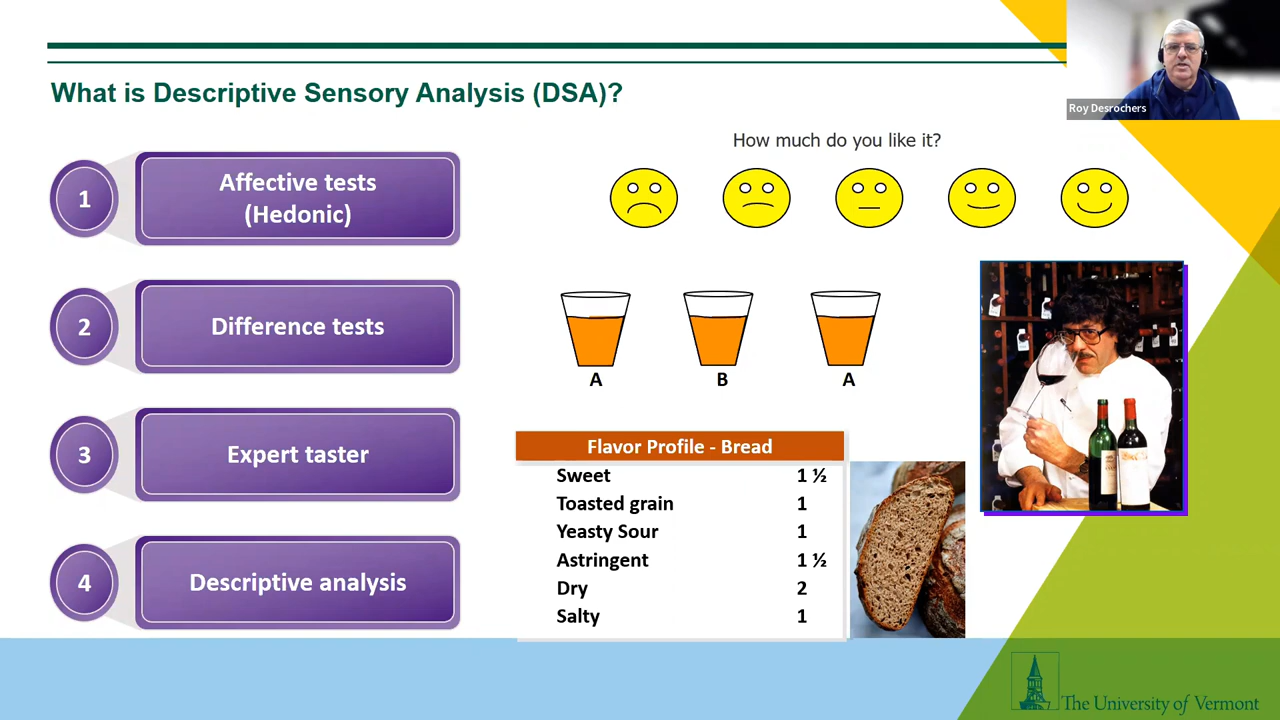 What is Descriptive Sensory Analysis (DSA)?
Roy Desrochers
1
Affective tests
(Hedonic)
How much do you like it?
2
Difference tests
A B A
3
Expert taster
Flavor Profile - Bread
Sweet 1 ½
Toasted grain 1
Yeasty Sour 1
Astringent 1 ½
Dry 2
Salty 1
4
Descriptive analysis
The University of Vermont